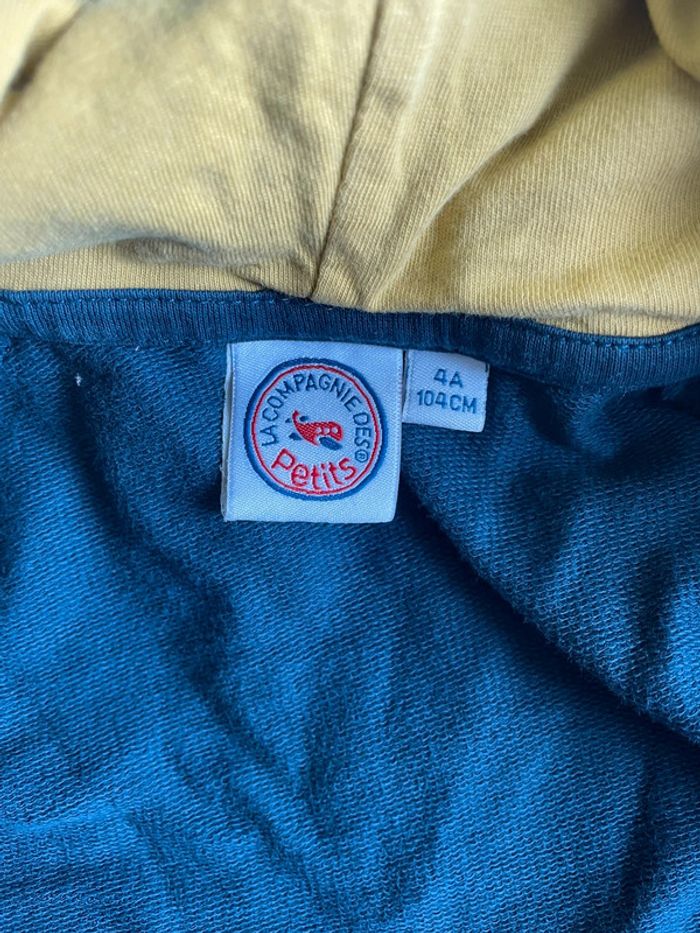 LA COMPAGNIE DES®
Petits
4A
104CM